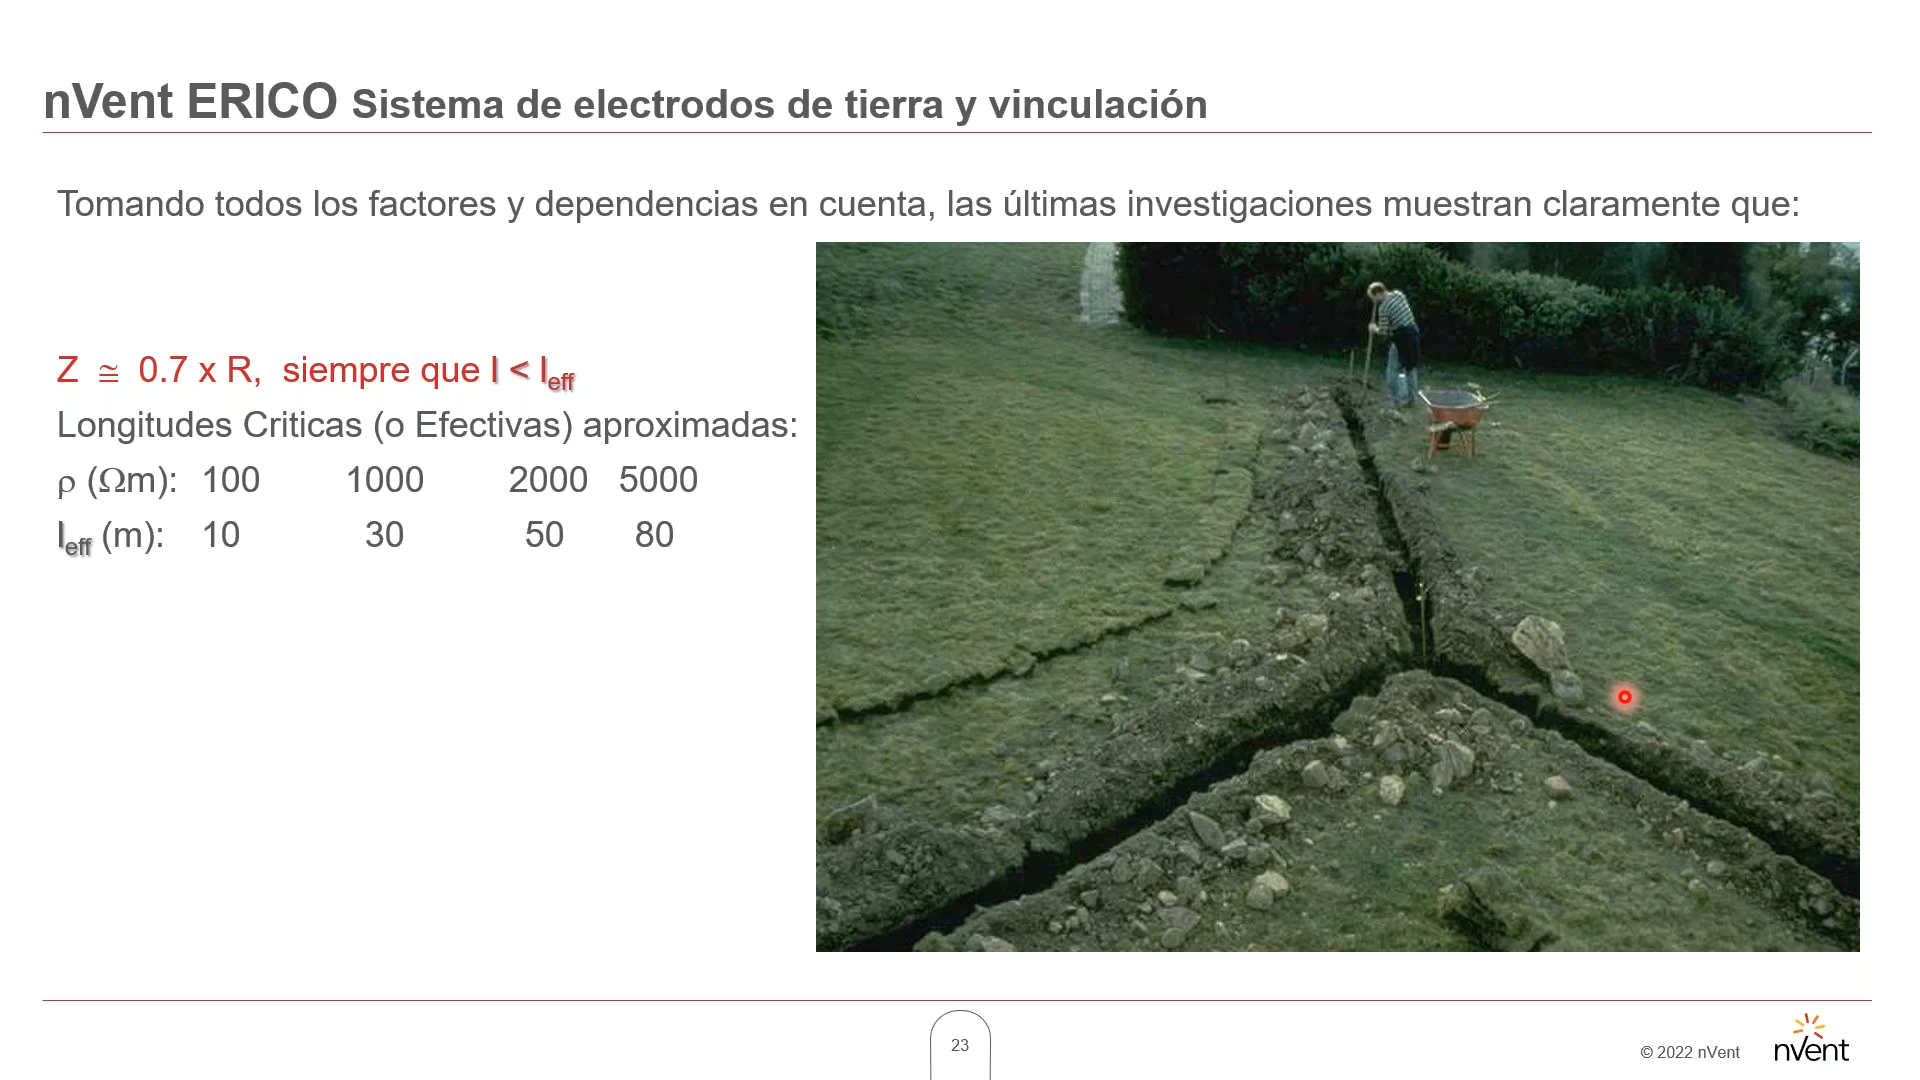 nVent ERICO Sistema de electrodos de tierra y vinculación
Tomando todos los factores y dependencias en cuenta, las últimas investigaciones muestran claramente que:
Z ≅ 0.7 x R, siempre que l < l_eff
Longitudes Criticas (o Efectivas) aproximadas:
ρ (Ωm): 100 1000 2000 5000
l_eff (m): 10 30 50 80
23
© 2022 nVent
nVent